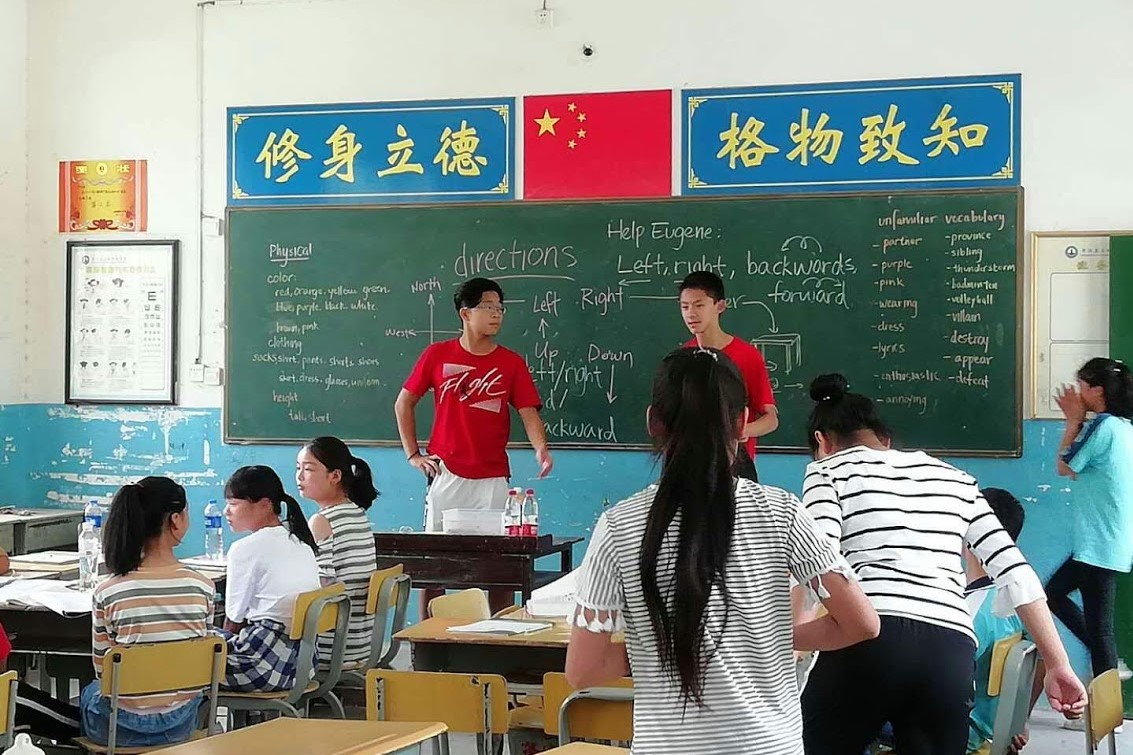 修身立德
格物致知
Physical
color:
red, orange, yellow, green,
blue, purple, black, white,
brown, pink
clothing
socks, shirt, pants, shorts, shoes
skirt, dress, glasses, uniform
height
tall, short
directions
North
West
Left
Right
Up
Down
left/right
Help Eugene:
Left, right, backwards,
forward
unfamiliar vocabulary
- partner
- purple
- pink
- wearing
- dress
- lyrics
- enthusiastic
- annoying
- province
- sibling
- thunderstorm
- badminton
- volleyball
- villain
- destroy
- appear
- defeat
Flight